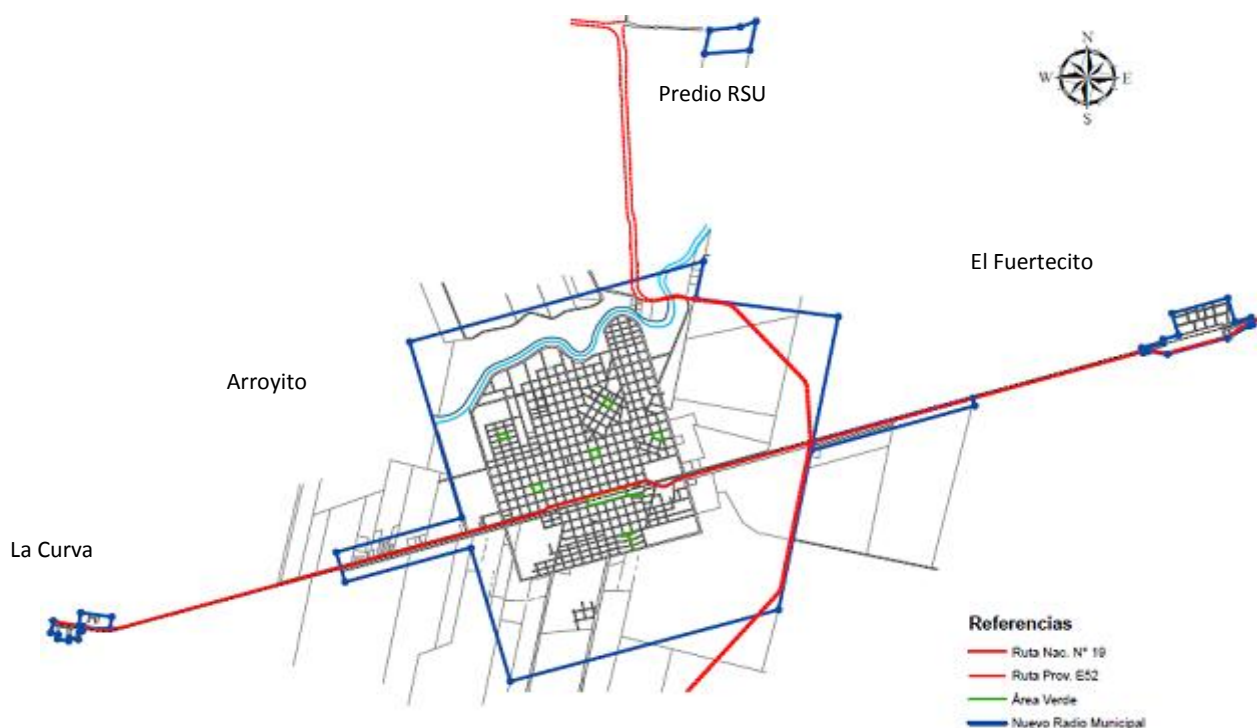 Predio RSU
N
W E
S
El Fuertecito
Arroyito
La Curva
Referencias
Ruta Nac. N° 19
Ruta Prov. E52
Área Verde
Nuevo Radio Municipal